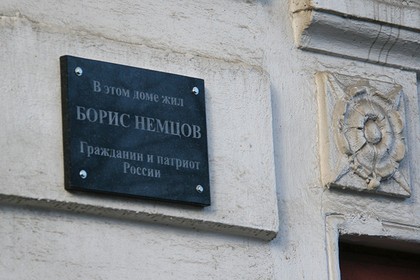 В этом доме жил
БОРИС НЕМЦОВ
Гражданин и патриот
России